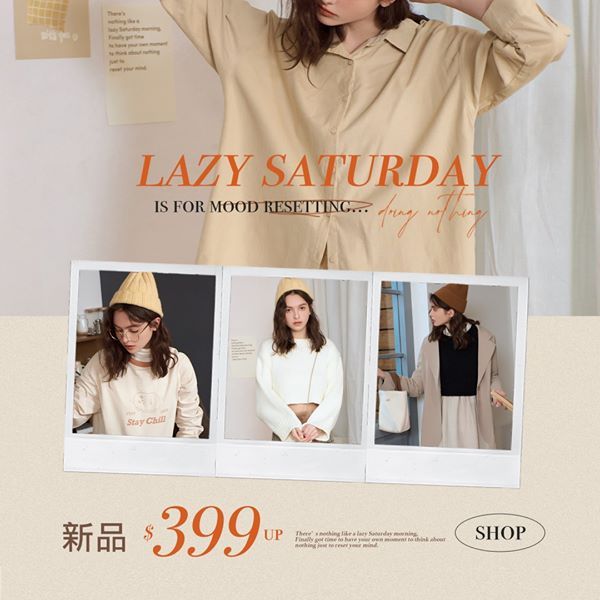 There's
nothing like a
lazy Saturday morning,
Finally got time
to have your own moment
to think about nothing
just to
reset your mind.
LAZY SATURDAY
IS FOR MOOD RESETTING... doing nothing
Stay Chill
新品 $399 UP
There's nothing like a lazy Saturday morning,
Finally got time to have your own moment to think about
nothing just to reset your mind.
SHOP